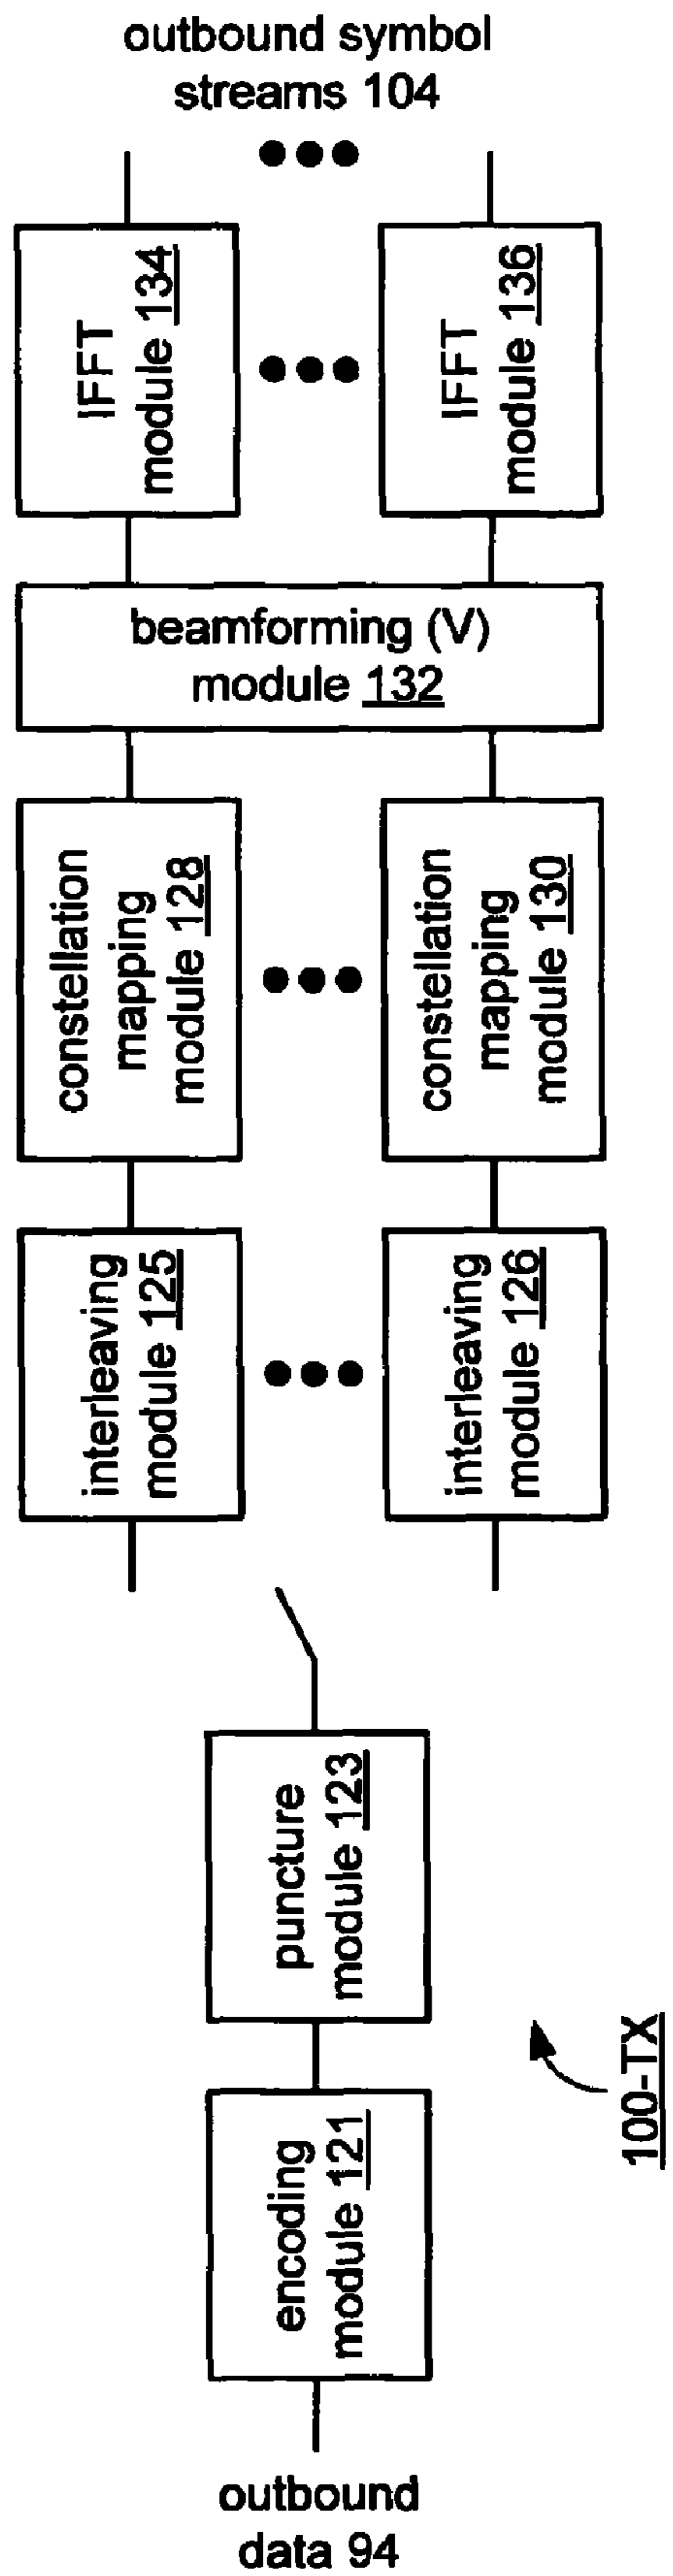 outbound symbol
streams 104
IFFT
module 134
IFFT
module 136
beamforming (V)
module 132
constellation
mapping
module 128
constellation
mapping
module 130
interleaving
module 125
interleaving
module 126
puncture
module 123
encoding
module 121
100-TX
outbound
data 94